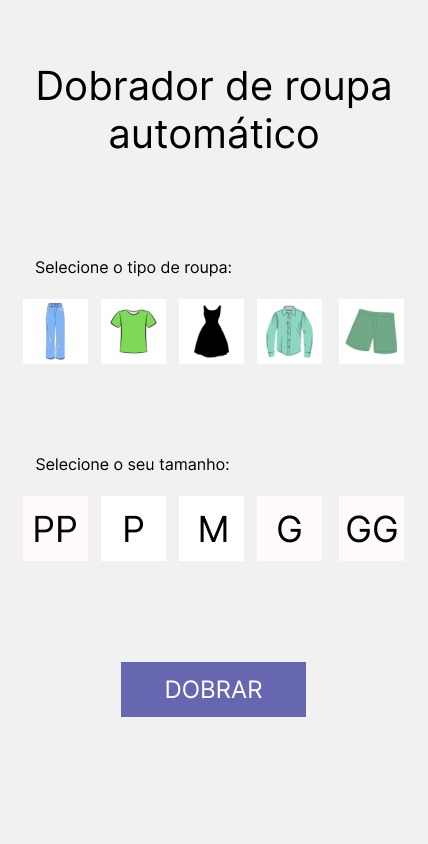 Dobrador de roupa
automático
Selecione o tipo de roupa:
Selecione o seu tamanho:
PP P M G GG
DOBRAR